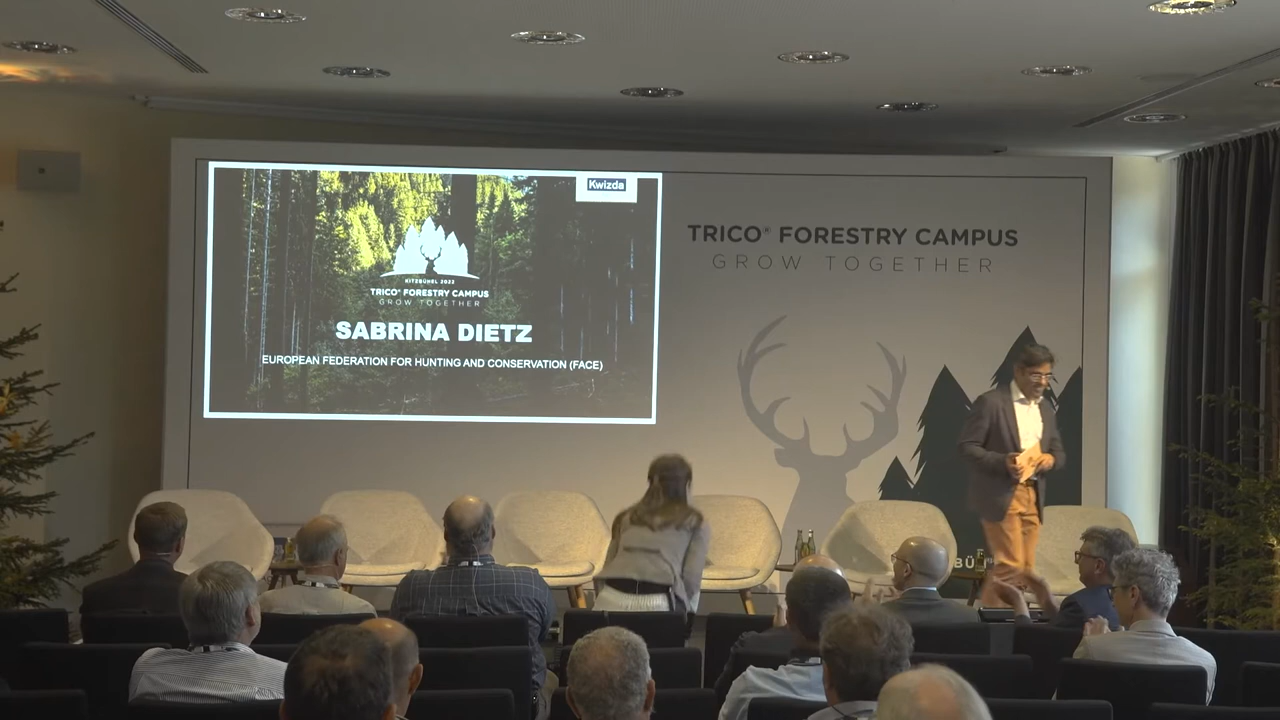 Kwizda
KITZBÜHEL 2022
TRICO® FORESTRY CAMPUS
GROW TOGETHER
SABRINA DIETZ
EUROPEAN FEDERATION FOR HUNTING AND CONSERVATION (FACE)
TRICO® FORESTRY CAMPUS
GROW TOGETHER